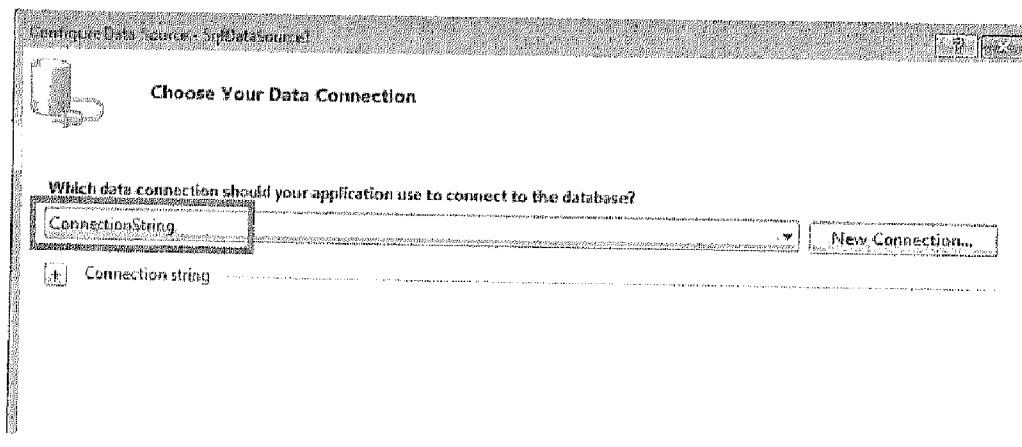 Configure Data Source - SqlDataSource1
Choose Your Data Connection
Which data connection should your application use to connect to the database?
ConnectionString
New Connection...
Connection string